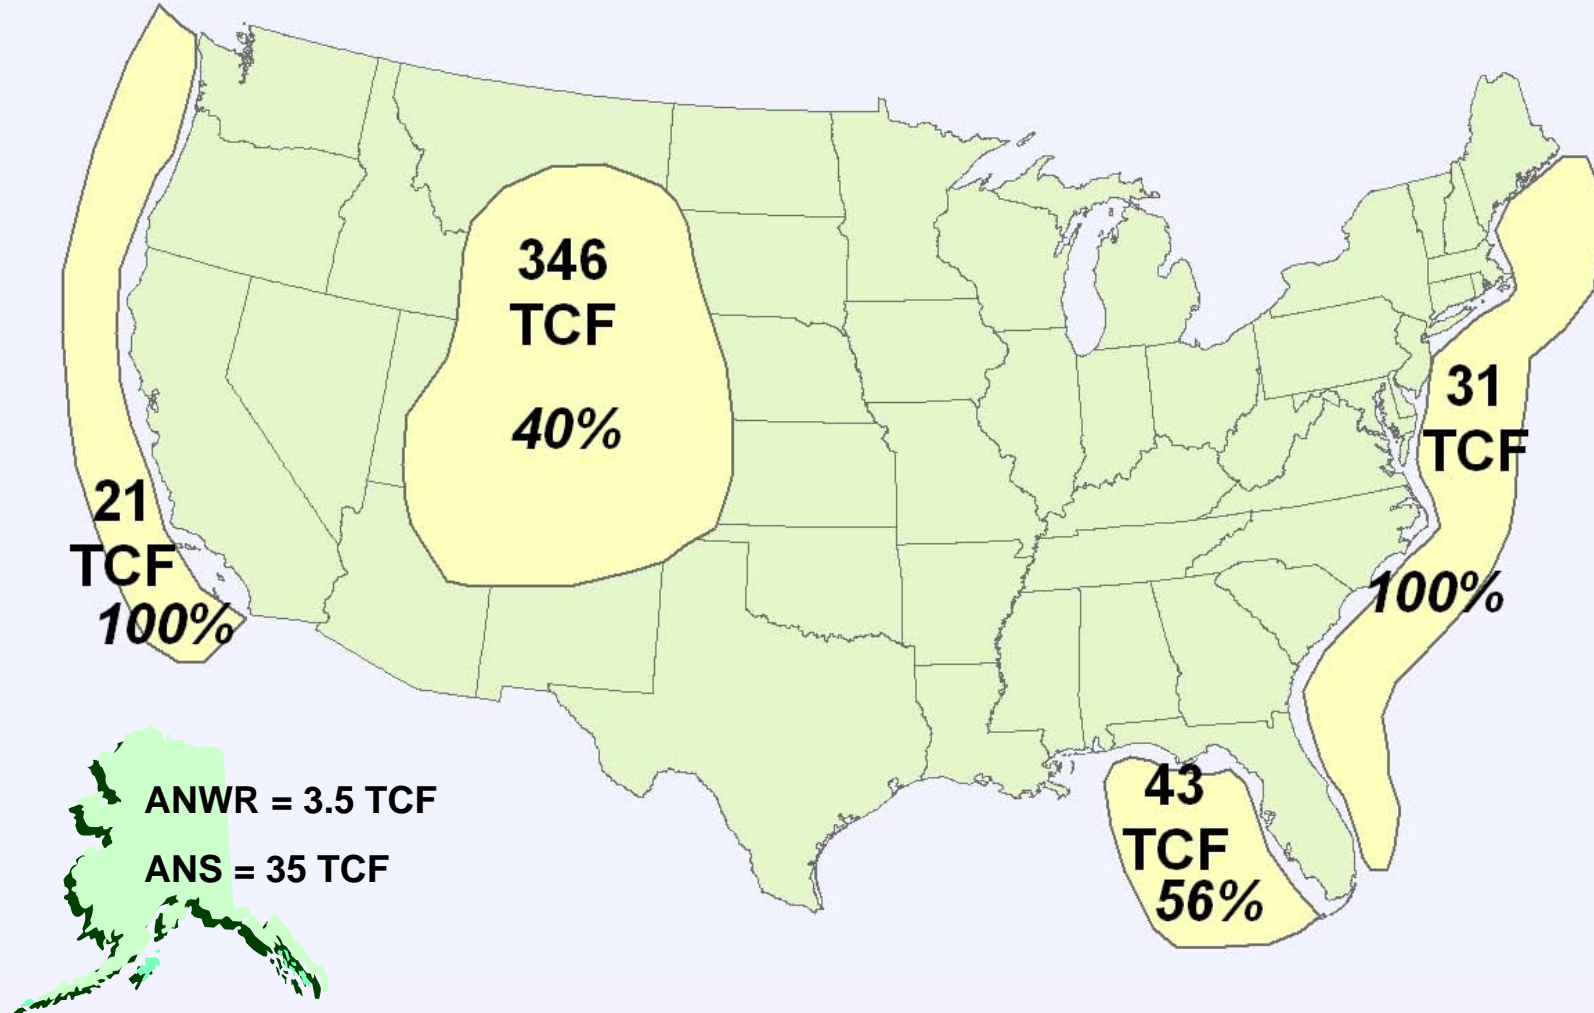 346
TCF
40%
31
TCF
100%
21
TCF
100%
43
TCF
56%
ANWR = 3.5 TCF
ANS = 35 TCF